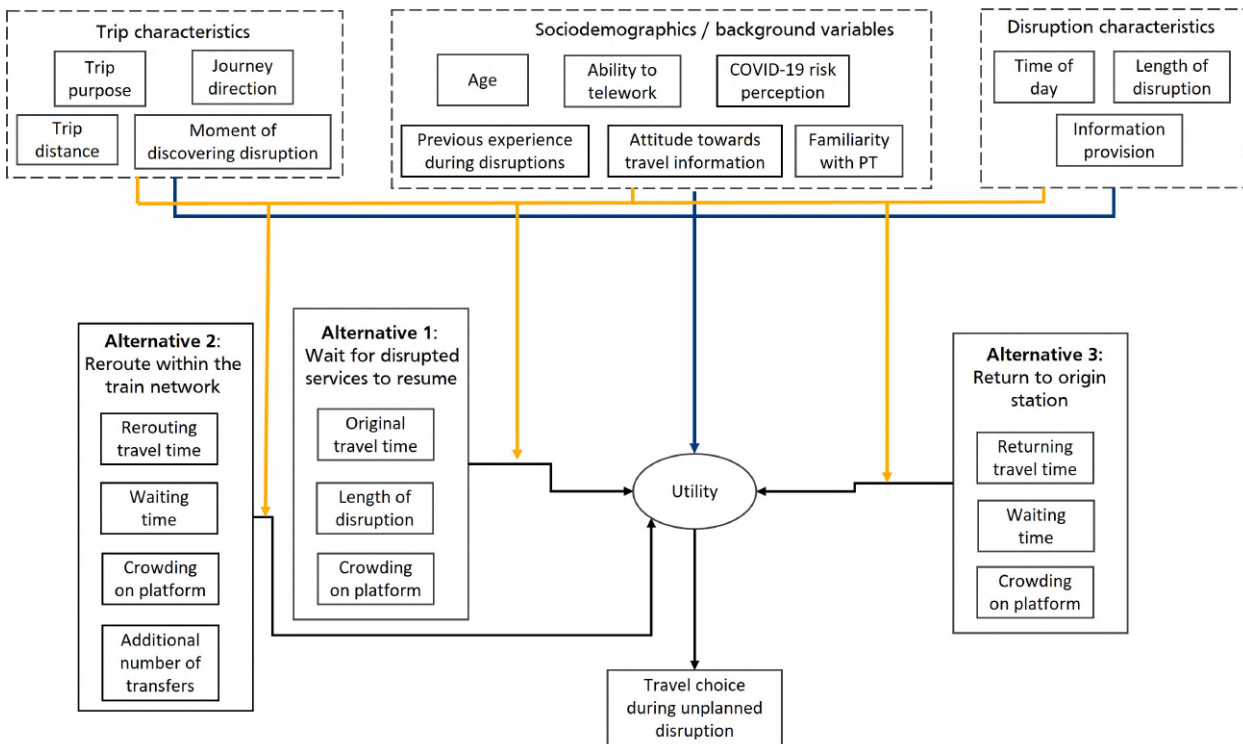 Trip characteristics
Trip
purpose
Journey
direction
Trip
distance
Moment of
discovering disruption
Sociodemographics / background variables
Age
Ability to
telework
COVID-19 risk
perception
Previous experience
during disruptions
Attitude towards
travel information
Familiarity
with PT
Disruption characteristics
Time of
day
Length of
disruption
Information
provision
Alternative 2:
Reroute within the
train network
Rerouting
travel time
Waiting
time
Crowding
on platform
Additional
number of
transfers
Alternative 1:
Wait for disrupted
services to resume
Original
travel time
Length of
disruption
Crowding
on platform
Utility
Travel choice
during unplanned
disruption
Alternative 3:
Return to origin
station
Returning
travel time
Waiting
time
Crowding
on platform